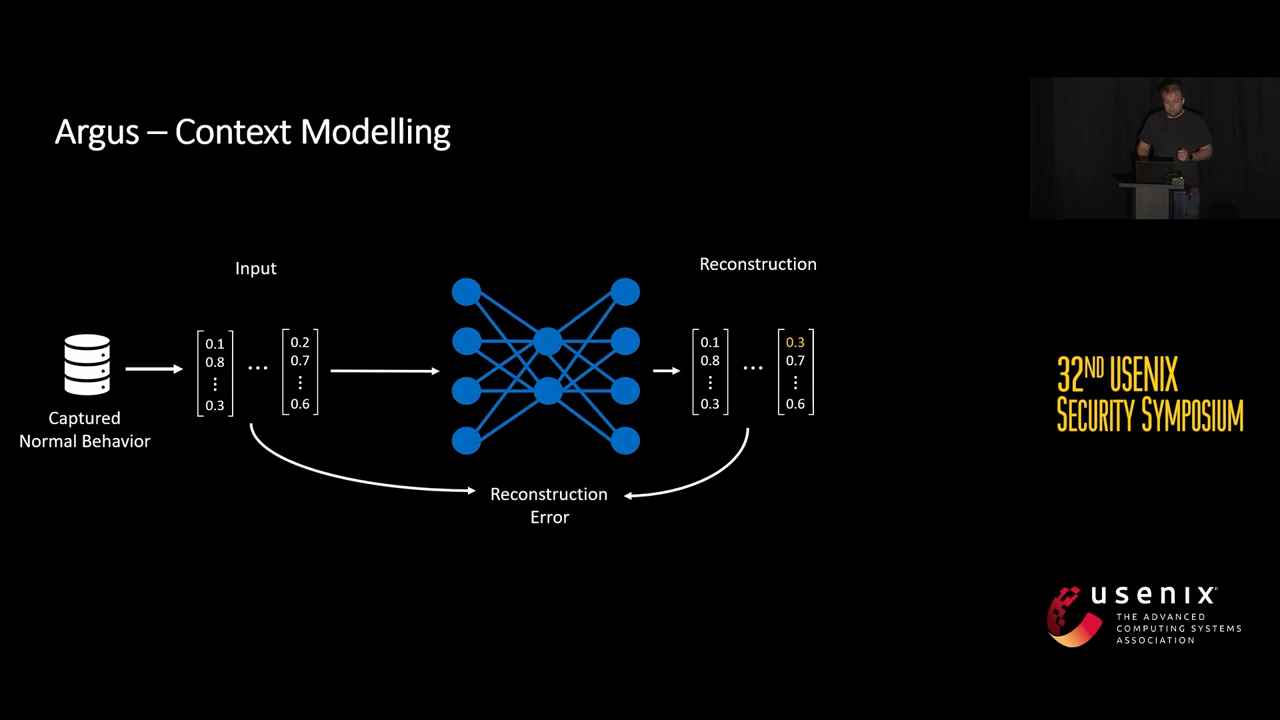 Argus – Context Modelling
Input
Reconstruction
Captured
Normal Behavior
0.1
0.8
⋮
0.3
...
0.2
0.7
⋮
0.6
0.1
0.8
⋮
0.3
...
0.3
0.7
⋮
0.6
Reconstruction
Error
32ND USENIX
SECURITY SYMPOSIUM
usenix
THE ADVANCED
COMPUTING SYSTEMS
ASSOCIATION